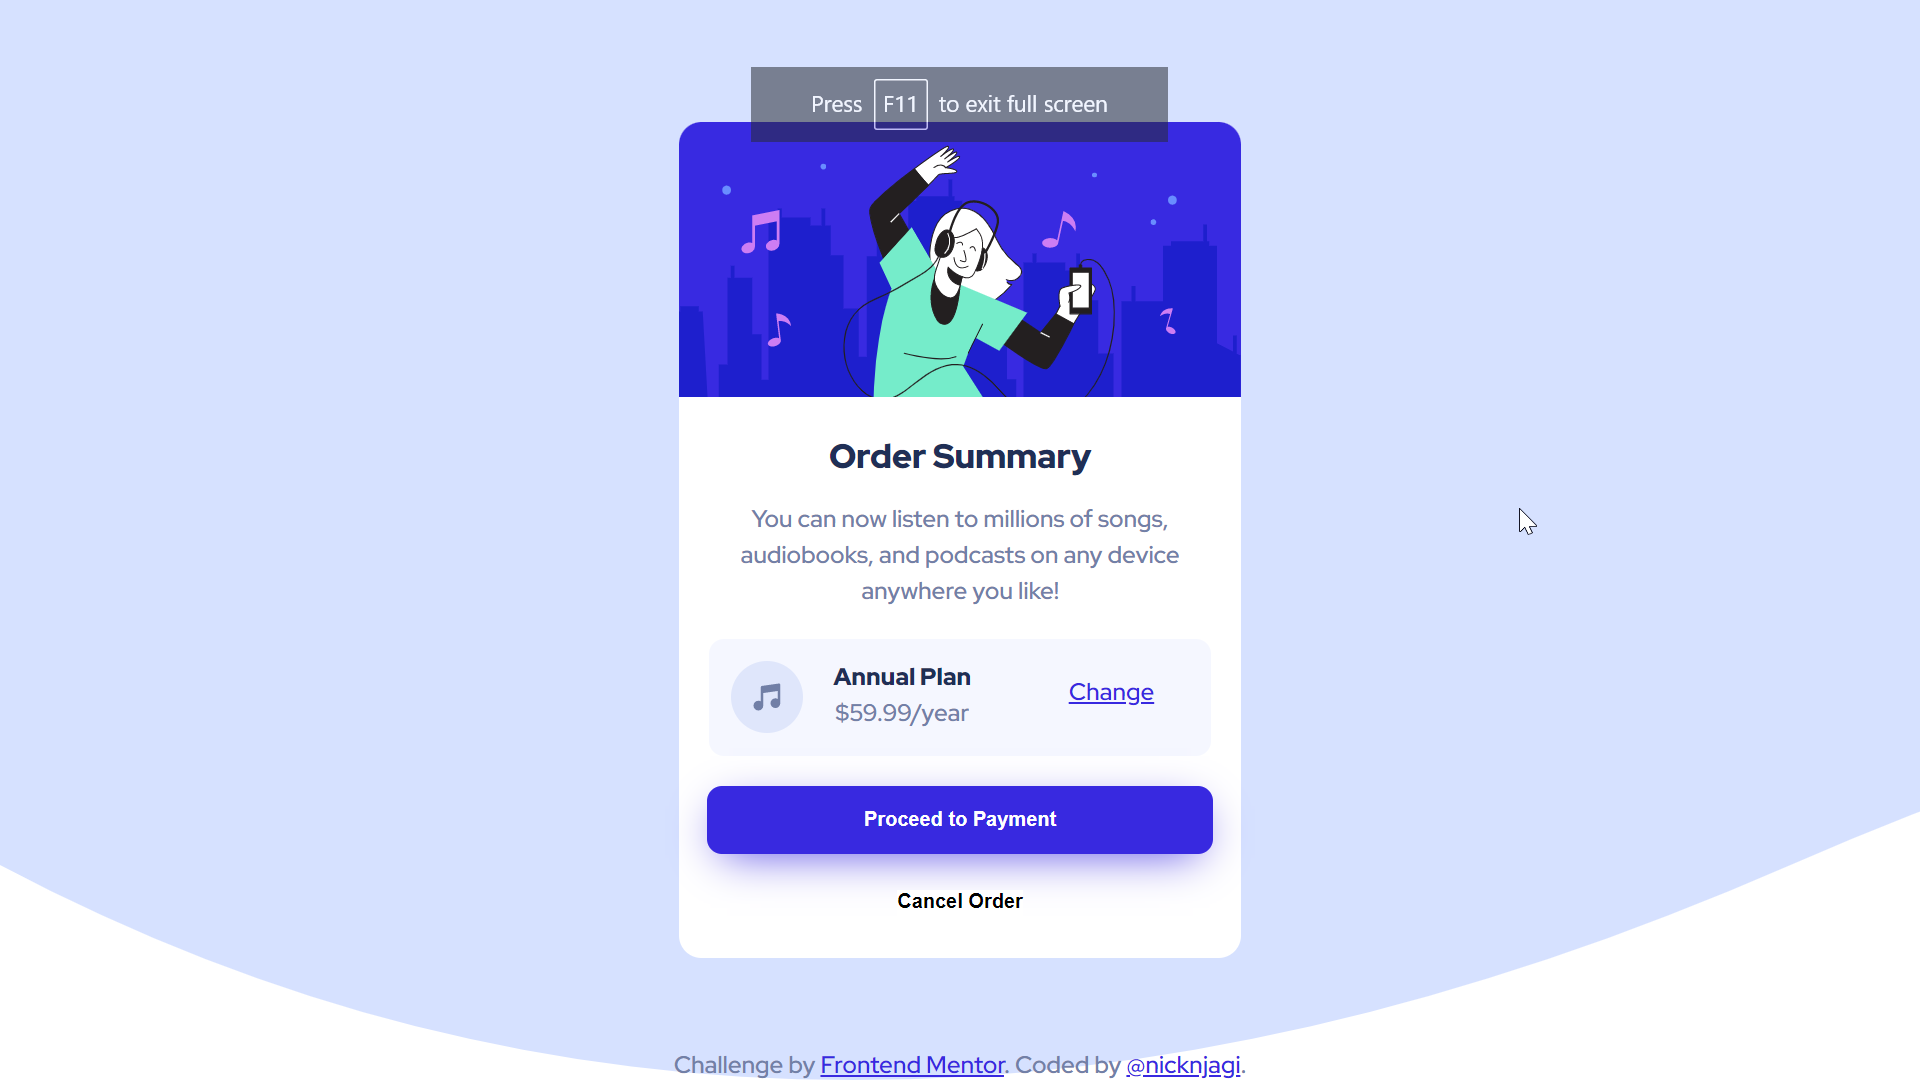 Press F11 to exit full screen
Order Summary
You can now listen to millions of songs,
audiobooks, and podcasts on any device
anywhere you like!
Annual Plan
$59.99/year
Change
Proceed to Payment
Cancel Order
Challenge by Frontend Mentor. Coded by @nicknjagi.